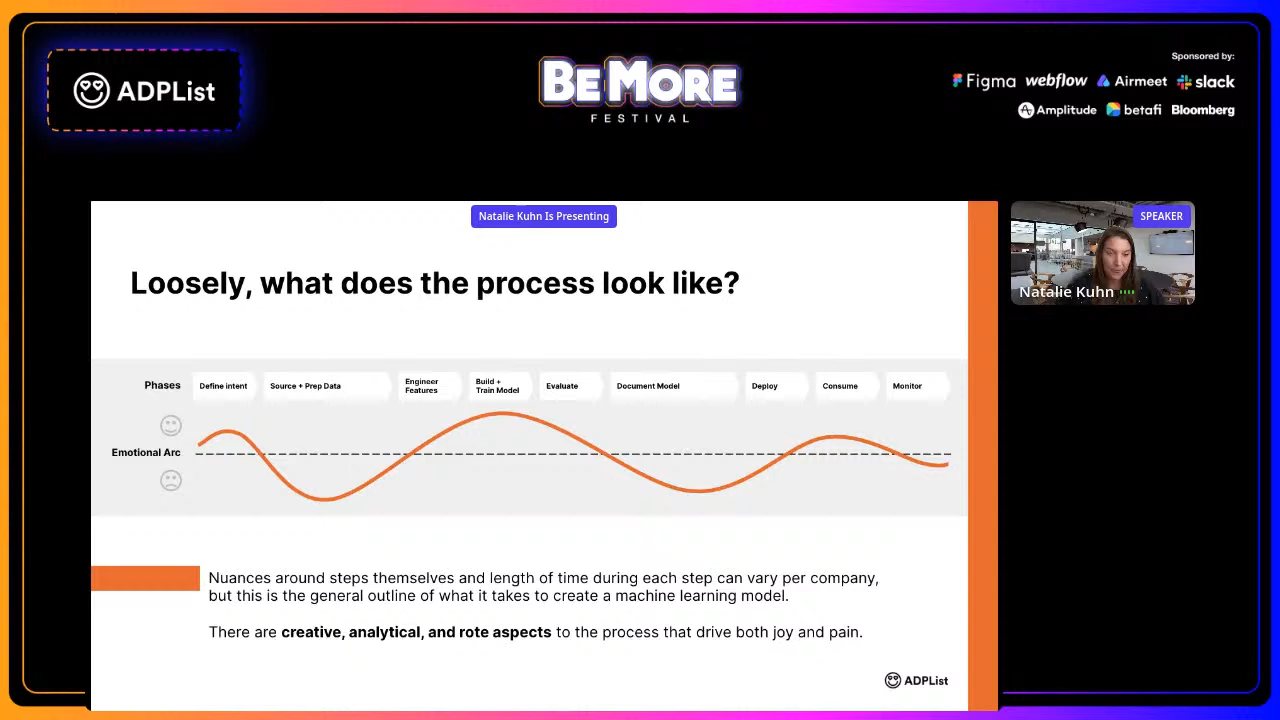 ADPList
BE MORE
FESTIVAL
Sponsored by:
Figma webflow Airmeet slack
Amplitude betafi Bloomberg
Natalie Kuhn Is Presenting
SPEAKER
Natalie Kuhn
Loosely, what does the process look like?
Phases
Define intent
Source + Prep Data
Engineer
Features
Build +
Train Model
Evaluate
Document Model
Deploy
Consume
Monitor
Emotional Arc
Nuances around steps themselves and length of time during each step can vary per company,
but this is the general outline of what it takes to create a machine learning model.
There are creative, analytical, and rote aspects to the process that drive both joy and pain.
ADPList